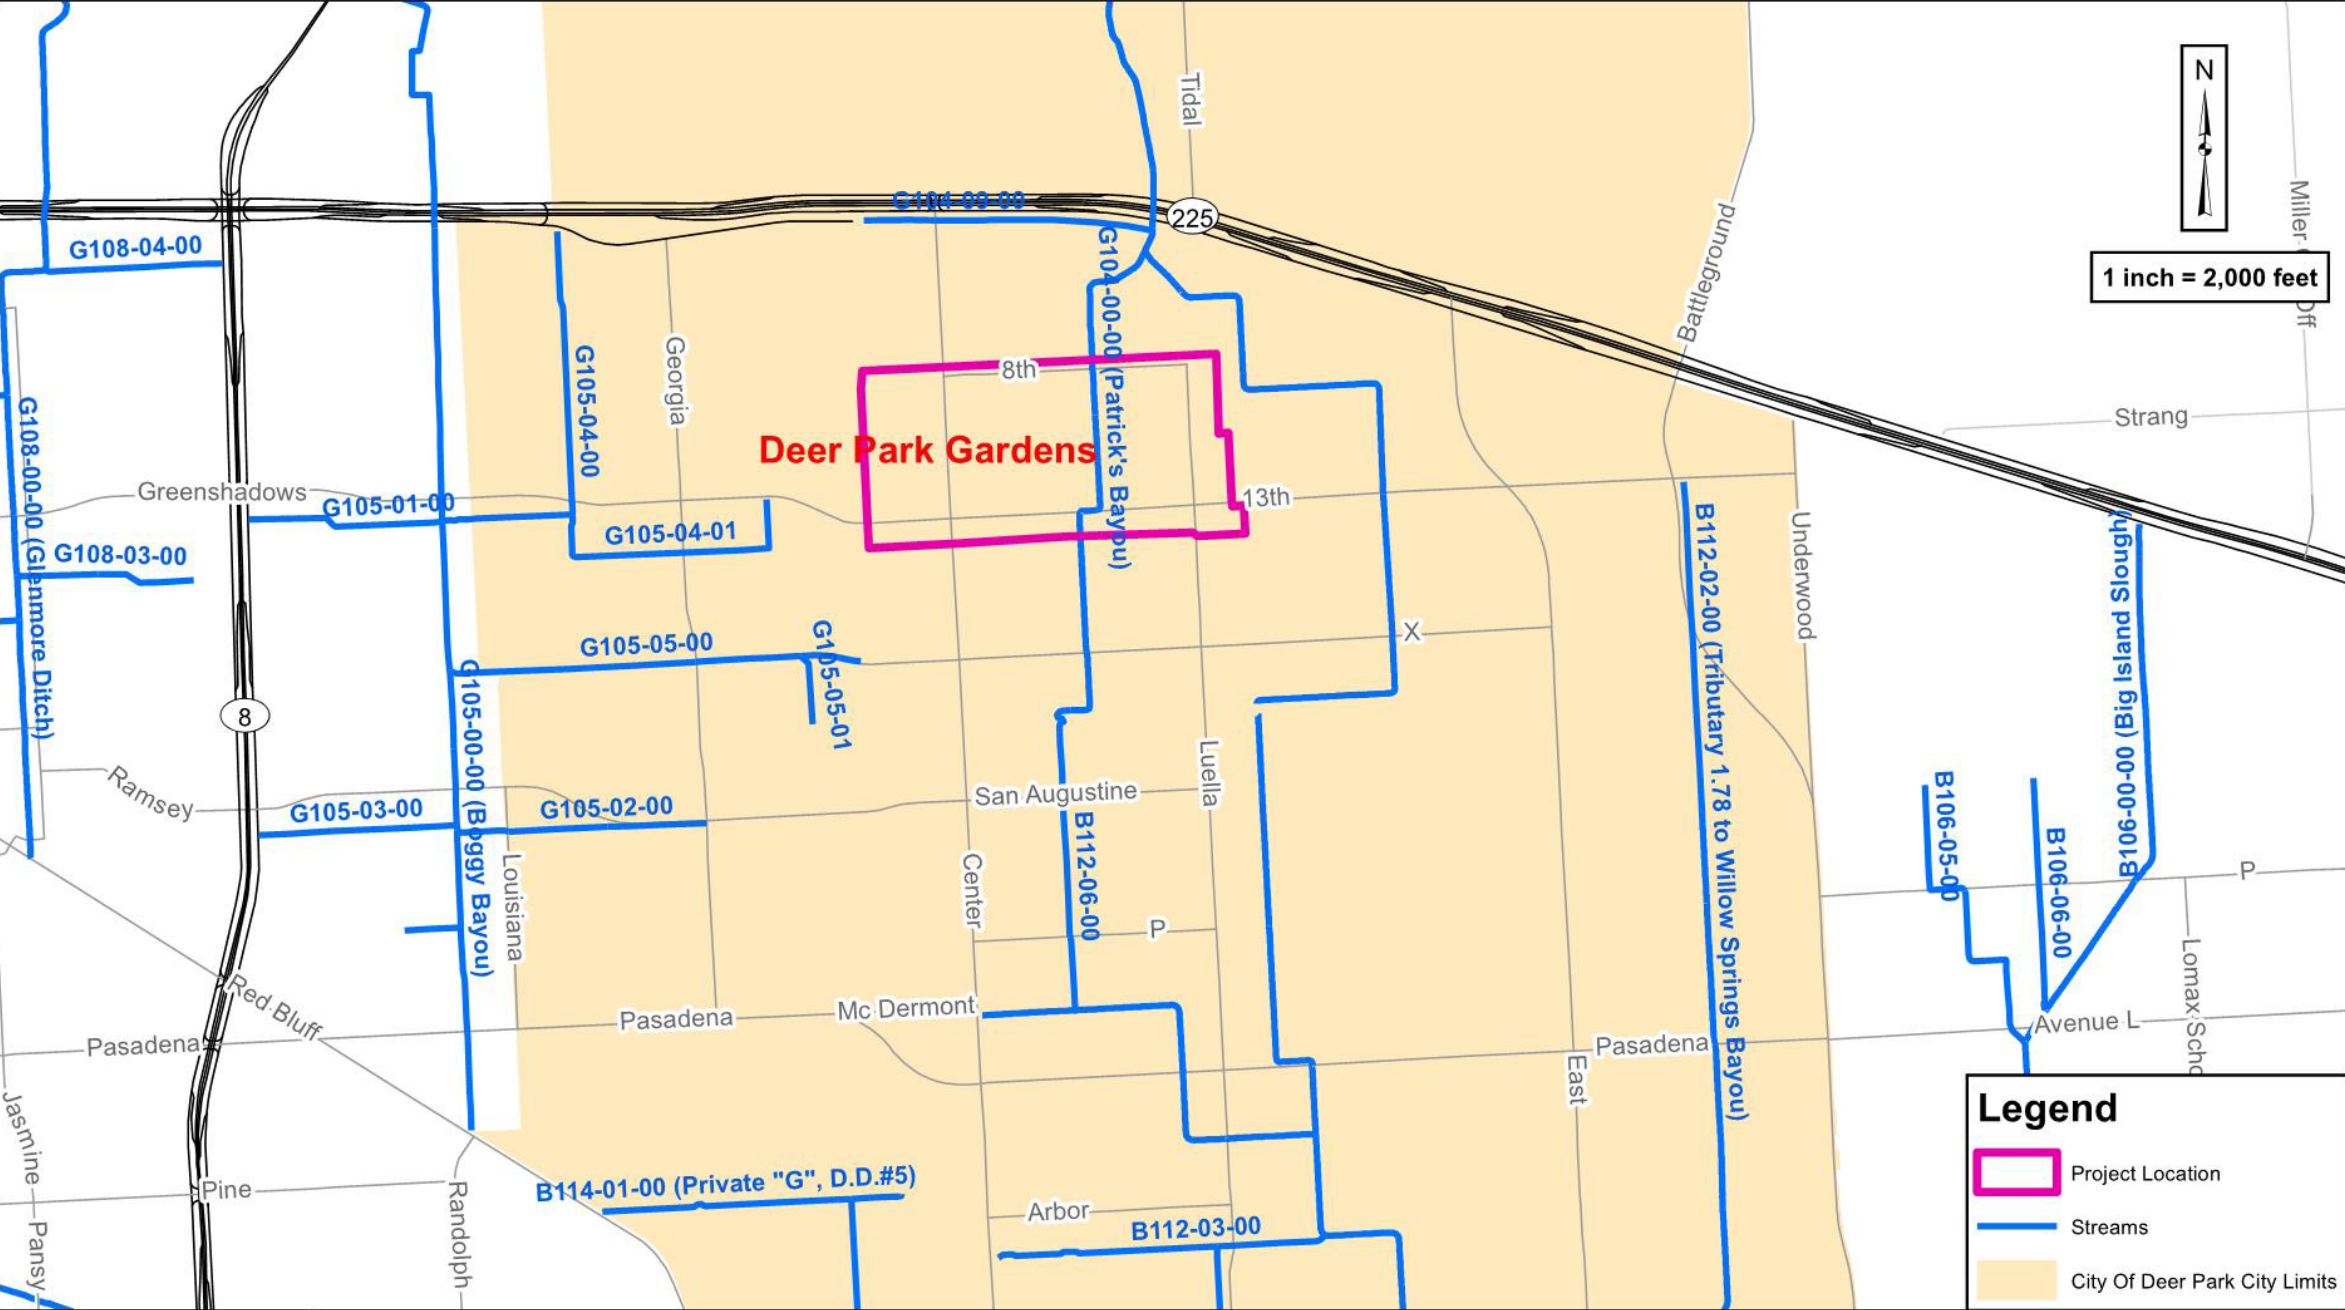 Tidal
N
Miller
Off
G104-09-00
225
G108-04-00
1 inch = 2,000 feet
Battleground
G104-00-00 (Patrick's Bayou)
Georgia
G105-04-00
8th
Deer Park Gardens
Strang
G108-00-00 (Glenmore Ditch)
Greenshadows
G105-01-00
13th
G105-04-01
G108-03-00
Underwood
B112-02-00 (Tributary 1.78 to Willow Springs Bayou)
B106-00-00 (Big Island Slough)
G105-05-00
G105-05-01
X
G105-00-00 (Boggy Bayou)
8
Ramsey
Luella
San Augustine
G105-03-00
G105-02-00
B112-06-00
B106-05-00
B106-06-00
Louisiana
Center
P
P
Lomax Scho
Red Bluff
Pasadena
Pasadena
Mc Dermont
Pasadena
Avenue L
East
Jasmine
Pansy
Pine
Randolph
B114-01-00 (Private "G", D.D.#5)
Arbor
B112-03-00
Legend
Project Location
Streams
City Of Deer Park City Limits